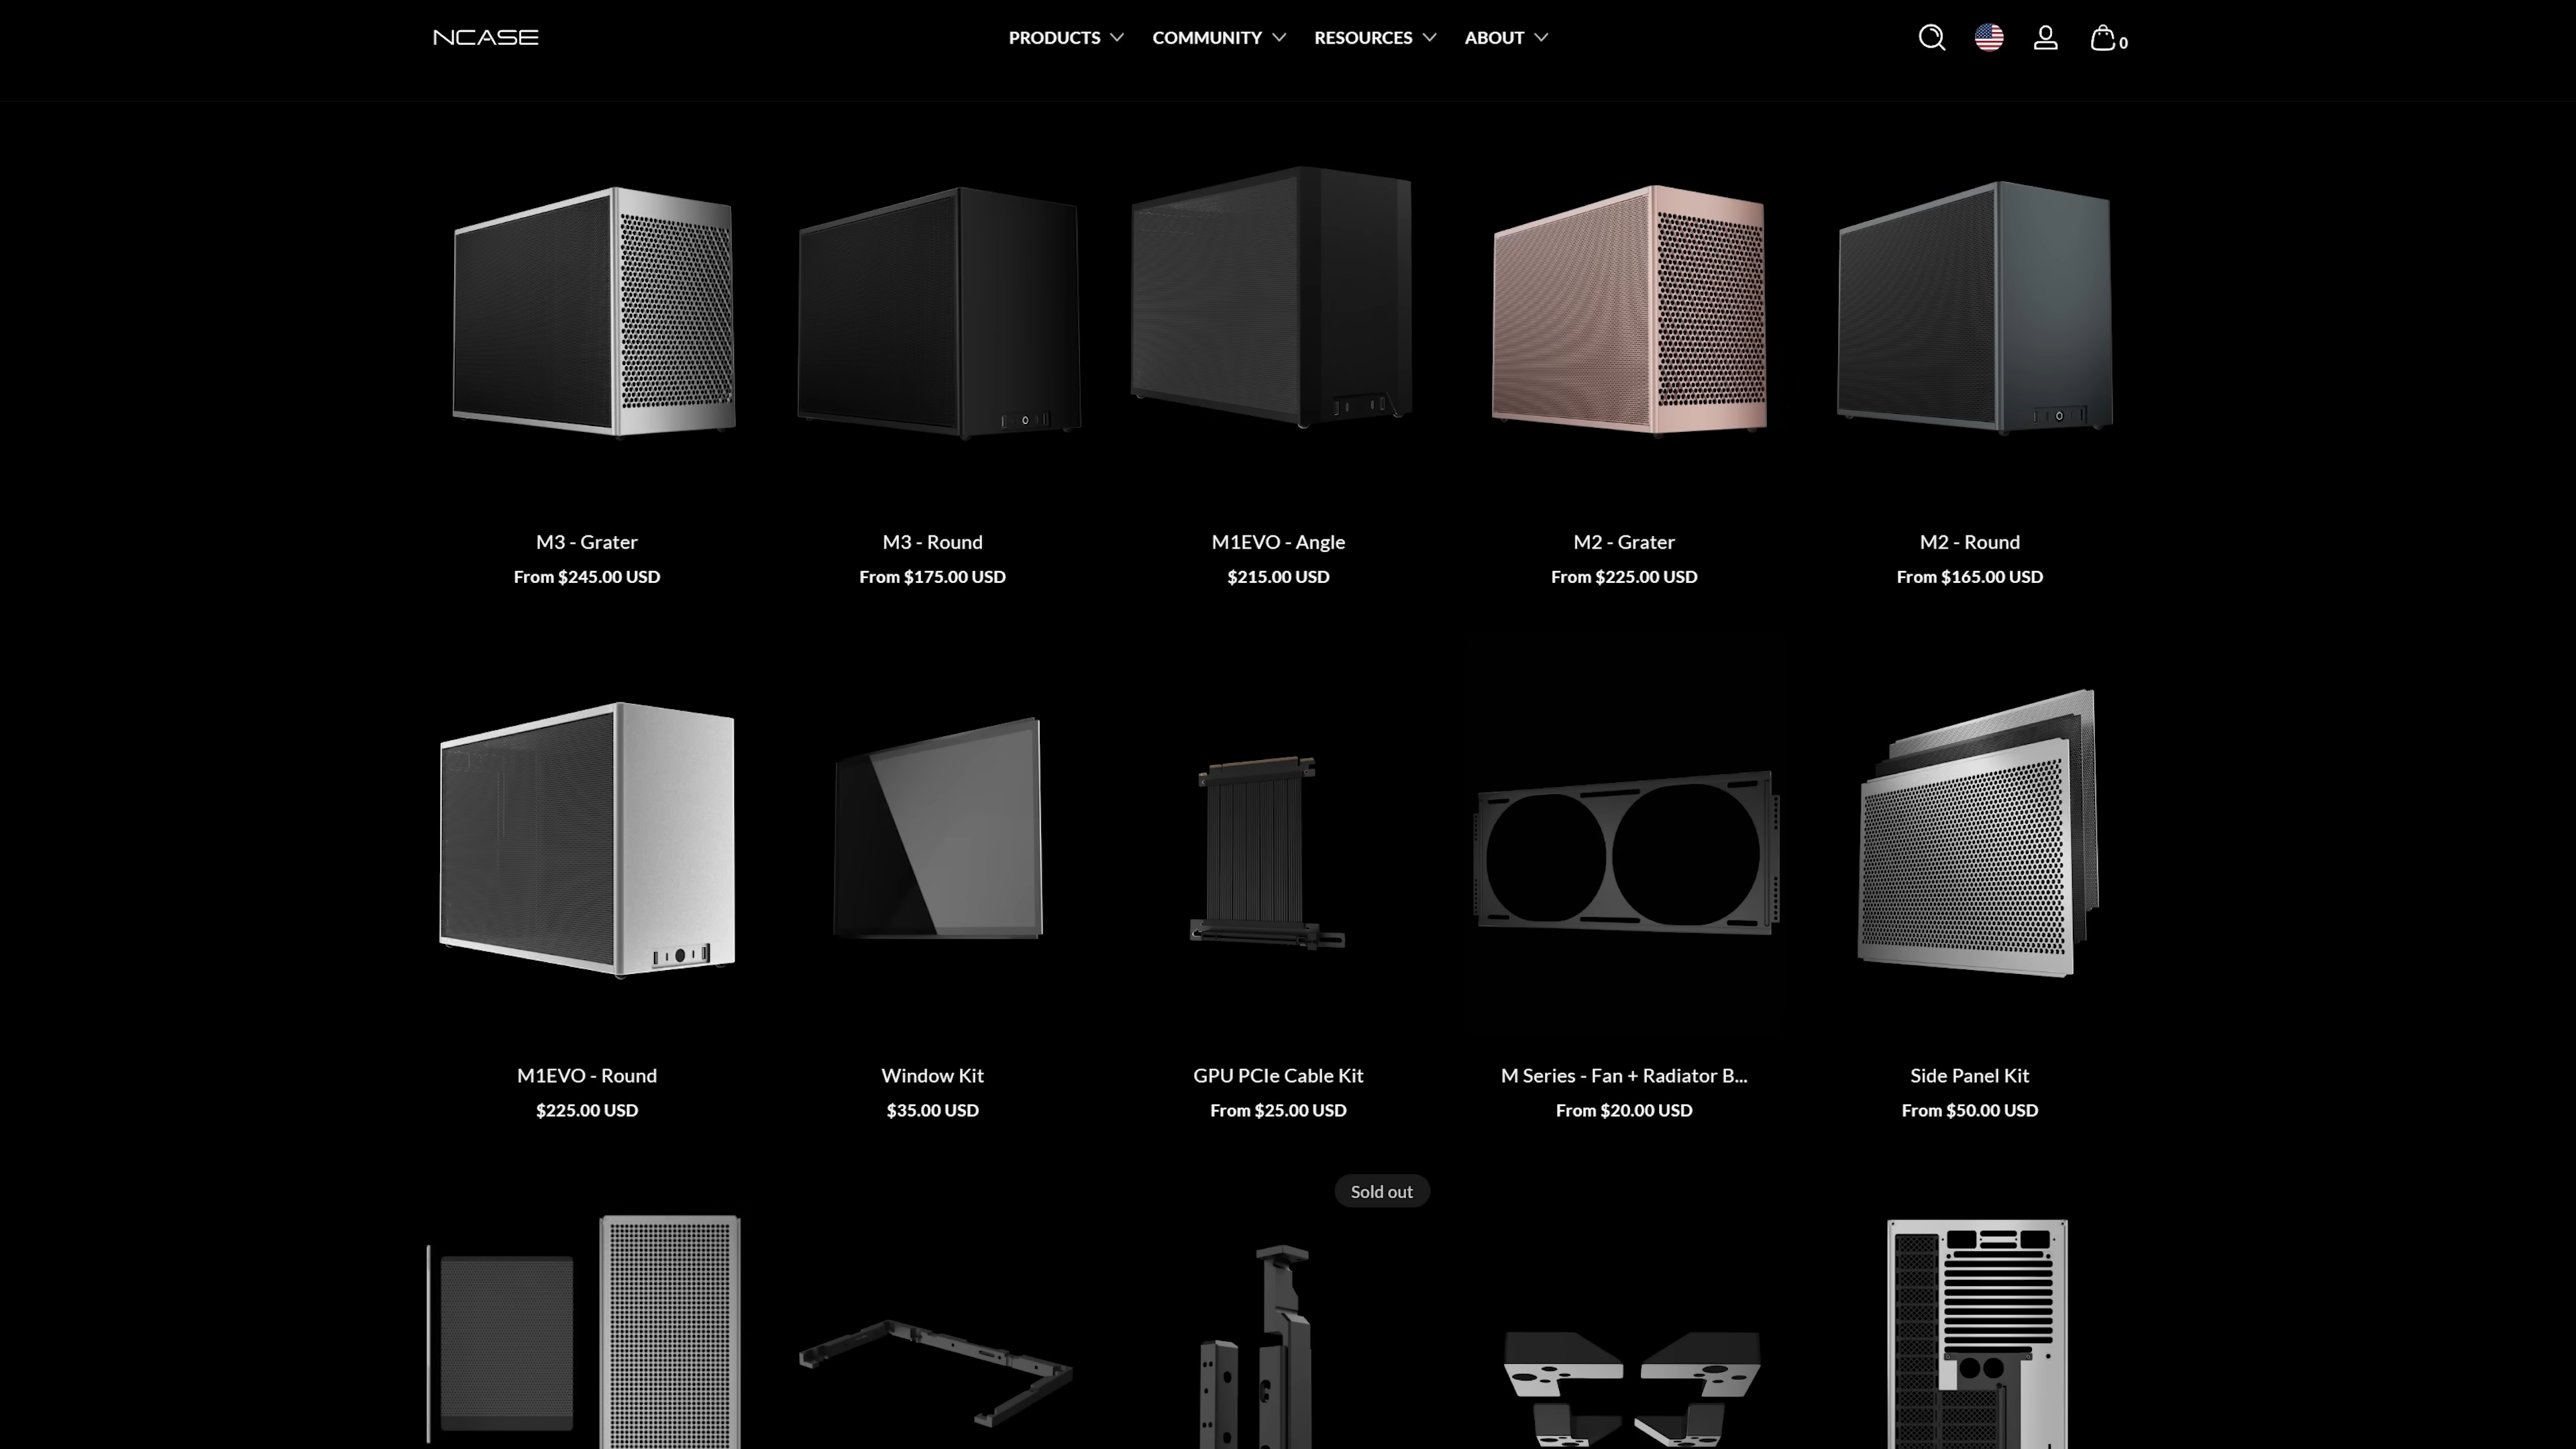 NCASE
PRODUCTS
COMMUNITY
RESOURCES
ABOUT
0
M3 - Grater
From $245.00 USD
M3 - Round
From $175.00 USD
M1EVO - Angle
$215.00 USD
M2 - Grater
From $225.00 USD
M2 - Round
From $165.00 USD
M1EVO - Round
$225.00 USD
Window Kit
$35.00 USD
GPU PCIe Cable Kit
From $25.00 USD
M Series - Fan + Radiator B...
From $20.00 USD
Side Panel Kit
From $50.00 USD
Sold out